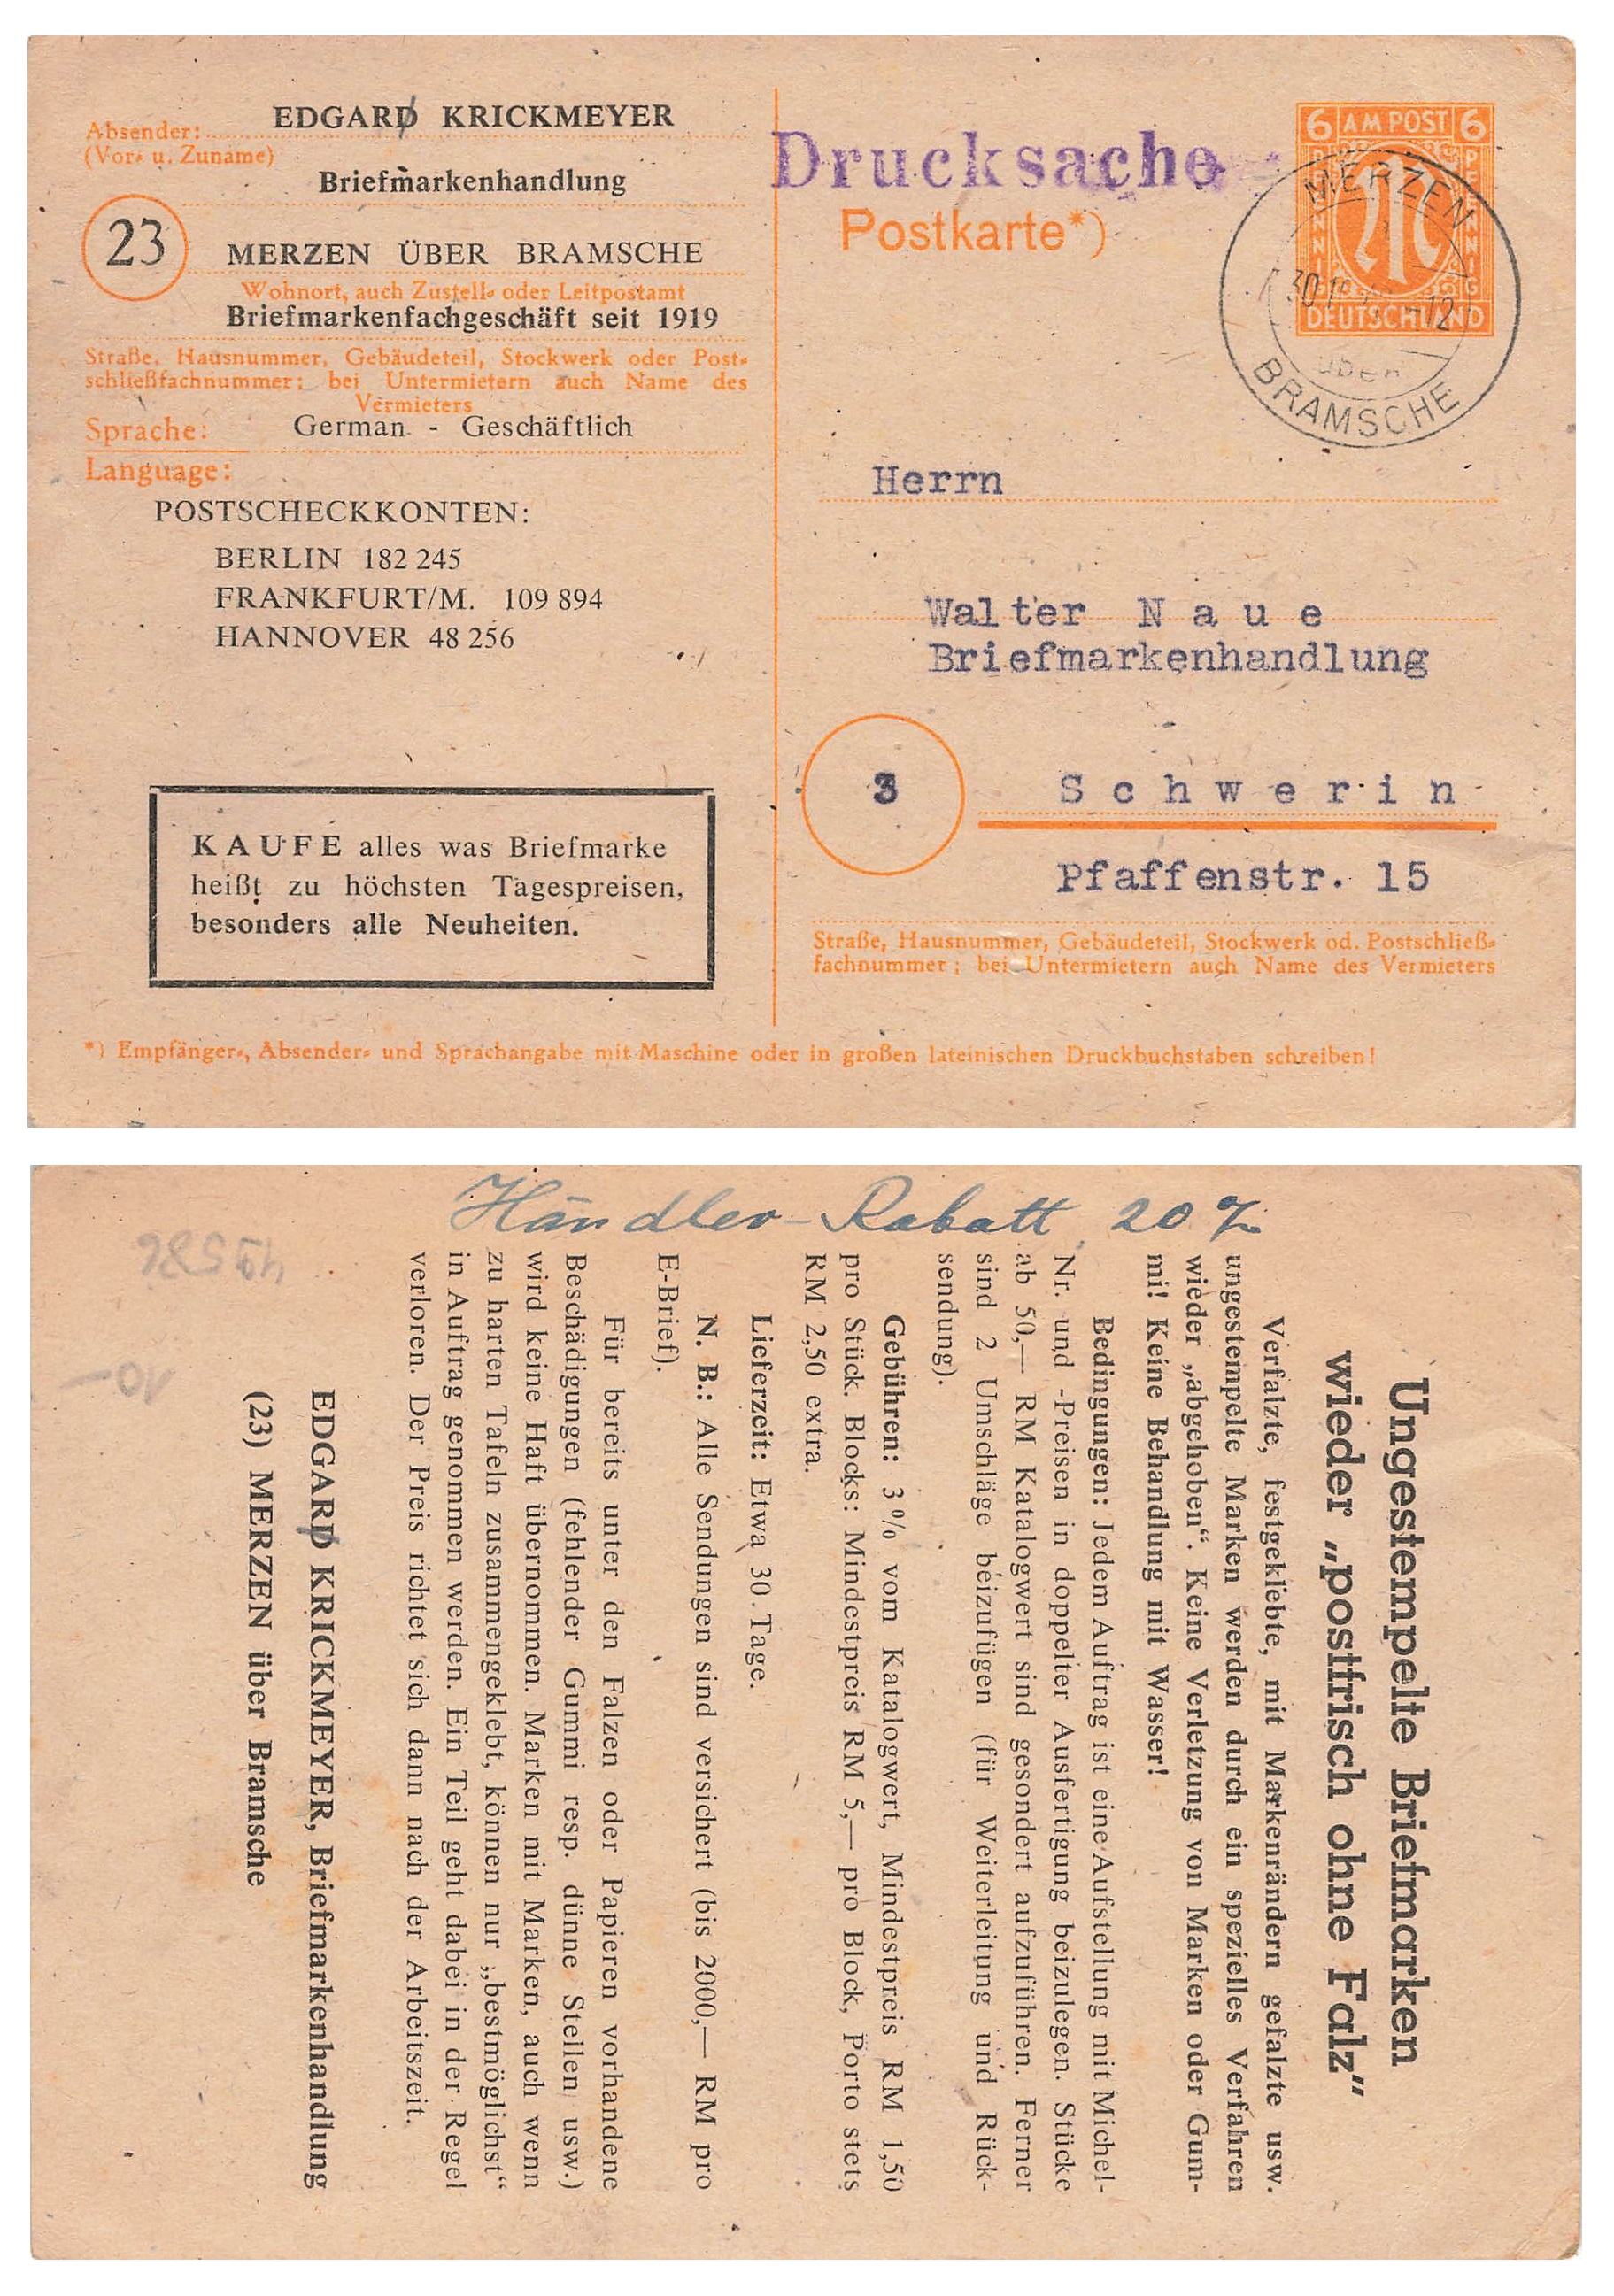 Absender:
(Vor- u. Zuname)
EDGARD KRICKMEYER
Briefmarkenhandlung
23
MERZEN ÜBER BRAMSCHE
Wohnort, auch Zustell- oder Leitpostamt
Briefmarkenfachgeschäft seit 1919
Straße, Hausnummer, Gebäudeteil, Stockwerk oder Post-
schließfachnummer; bei Untermietern auch Name des
Vermieters
Sprache:
German - Geschäftlich
Language:
POSTSCHECKKONTEN:
BERLIN 182 245
FRANKFURT/M. 109 894
HANNOVER 48 256
KAUFE alles was Briefmarke
heißt zu höchsten Tagespreisen,
besonders alle Neuheiten.
Drucksache
Postkarte*)
6 AM POST 6
PFENNIG
PFENNIG
DEUTSCHLAND
MERZEN
über
BRAMSCHE
Herrn
Walter Naue
Briefmarkenhandlung
3
Schwerin
Pfaffenstr. 15
Straße, Hausnummer, Gebäudeteil, Stockwerk od. Postschließ-
fachnummer; bei Untermietern auch Name des Vermieters
*) Empfänger-, Absender- und Sprachangabe mit Maschine oder in großen lateinischen Druckbuchstaben schreiben!
Händler-Rabatt 20 %
Ungestempelte Briefmarken
wieder „postfrisch ohne Falz“
Verfalzte, festgeklebte, mit Markenrändern gefalzte usw.
ungestempelte Marken werden durch ein spezielles Verfahren
wieder „abgehoben“. Keine Verletzung von Marken oder Gum-
mi! Keine Behandlung mit Wasser!
Bedingungen: Jedem Auftrag ist eine Aufstellung mit Michel-
Nr. und -Preisen in doppelter Ausfertigung beizulegen. Stücke
ab 50,— RM Katalogwert sind gesondert aufzuführen. Ferner
sind 2 Umschläge beizufügen (für Weiterleitung und Rück-
sendung).
Gebühren: 3 % vom Katalogwert, Mindestpreis RM 1,50
pro Stück. Blocks: Mindestpreis RM 5,— pro Block, Porto stets
RM 2,50 extra.
Lieferzeit: Etwa 30 Tage.
N. B.: Alle Sendungen sind versichert (bis 2000,— RM pro
E-Brief).
Für bereits unter den Falzen oder Papieren vorhandene
Beschädigungen (fehlender Gummi resp. dünne Stellen usw.)
wird keine Haft übernommen. Marken mit Marken, auch wenn
zu harten Tafeln zusammengeklebt, können nur „bestmöglichst“
in Auftrag genommen werden. Ein Teil geht dabei in der Regel
verloren. Der Preis richtet sich dann nach der Arbeitszeit.
EDGARD KRICKMEYER, Briefmarkenhandlung
(23) MERZEN über Bramsche
10—